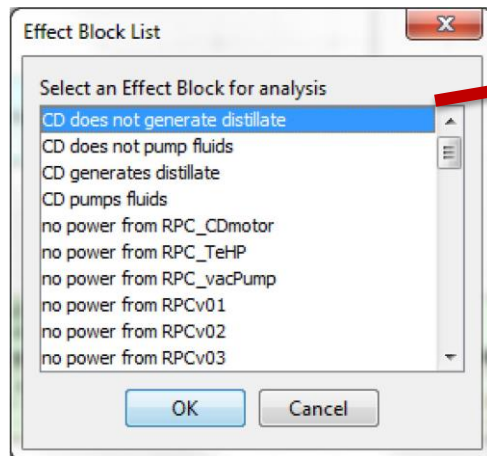 Effect Block List
X
Select an Effect Block for analysis
CD does not generate distillate
CD does not pump fluids
CD generates distillate
CD pumps fluids
no power from RPC_CDmotor
no power from RPC_TeHP
no power from RPC_vacPump
no power from RPCv01
no power from RPCv02
no power from RPCv03
OK Cancel